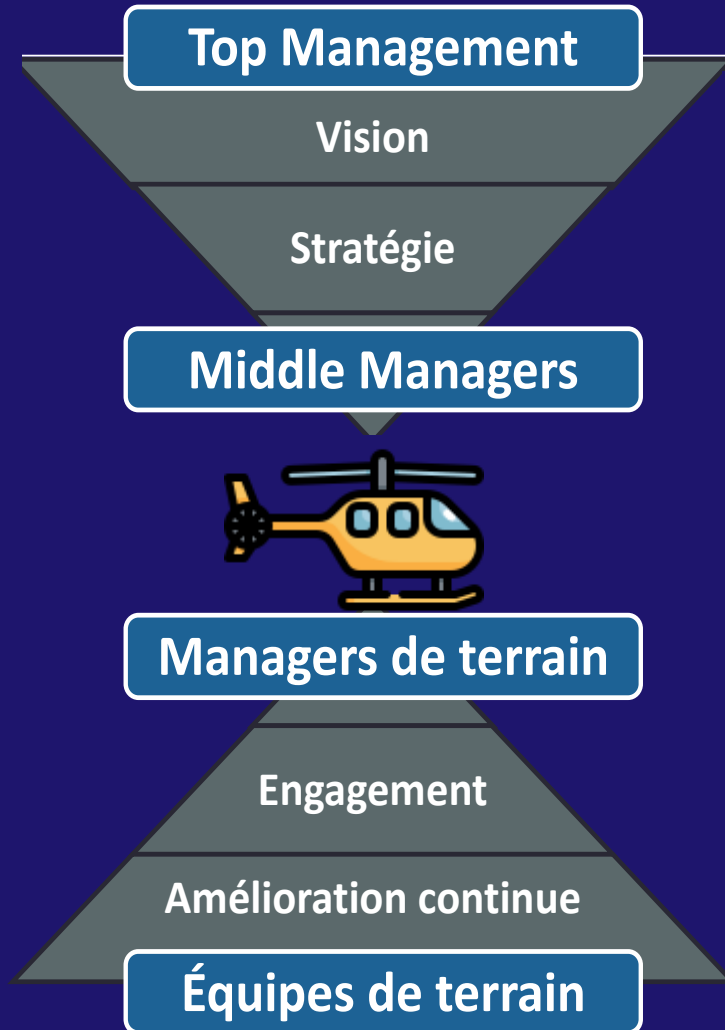 Top Management
Vision
Stratégie
Middle Managers
Managers de terrain
Engagement
Amélioration continue
Équipes de terrain